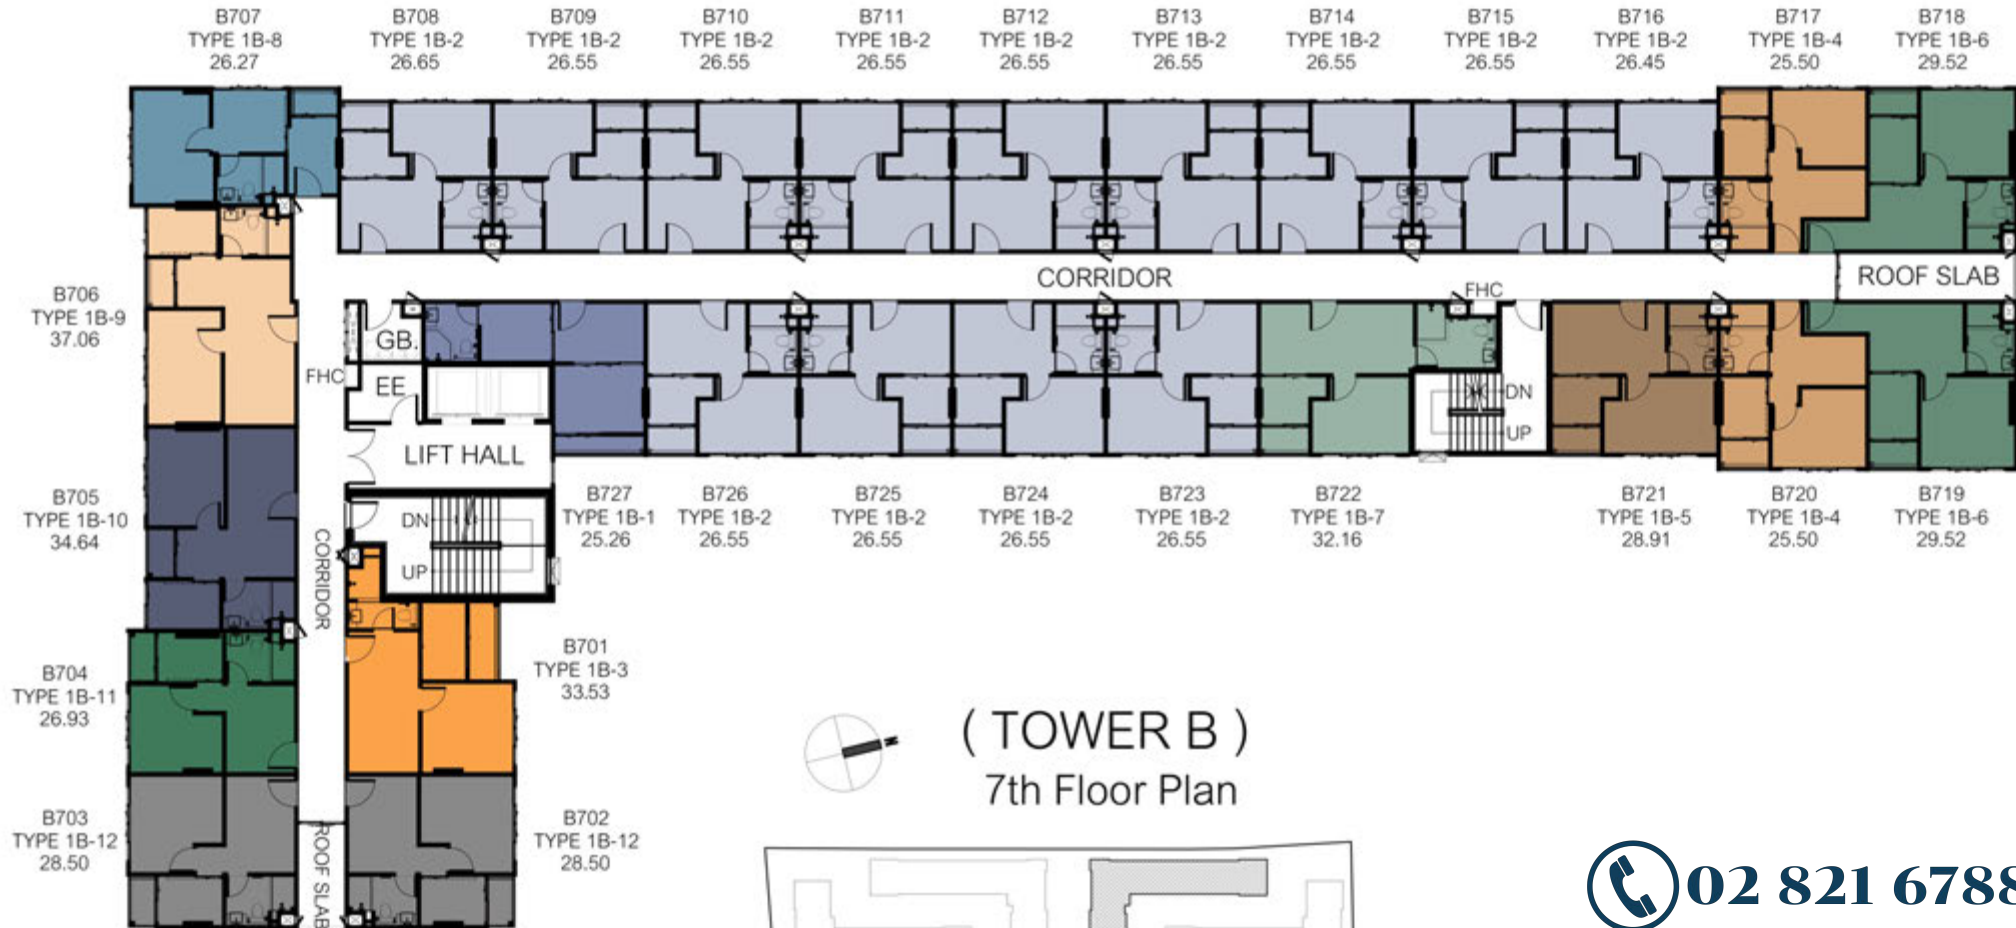 B707
TYPE 1B-8
26.27
B708
TYPE 1B-2
26.65
B709
TYPE 1B-2
26.55
B710
TYPE 1B-2
26.55
B711
TYPE 1B-2
26.55
B712
TYPE 1B-2
26.55
B713
TYPE 1B-2
26.55
B714
TYPE 1B-2
26.55
B715
TYPE 1B-2
26.55
B716
TYPE 1B-2
26.45
B717
TYPE 1B-4
25.50
B718
TYPE 1B-6
29.52
CORRIDOR
ROOF SLAB
FHC
B706
TYPE 1B-9
37.06
GB.
FHC
EE
DN
UP
LIFT HALL
B705
TYPE 1B-10
34.64
CORRIDOR
DN
UP
B727
TYPE 1B-1
25.26
B726
TYPE 1B-2
26.55
B725
TYPE 1B-2
26.55
B724
TYPE 1B-2
26.55
B723
TYPE 1B-2
26.55
B722
TYPE 1B-7
32.16
B721
TYPE 1B-5
28.91
B720
TYPE 1B-4
25.50
B719
TYPE 1B-6
29.52
B704
TYPE 1B-11
26.93
B701
TYPE 1B-3
33.53
N
( TOWER B )
7th Floor Plan
B703
TYPE 1B-12
28.50
ROOF SLAB
B702
TYPE 1B-12
28.50
02 821 6788